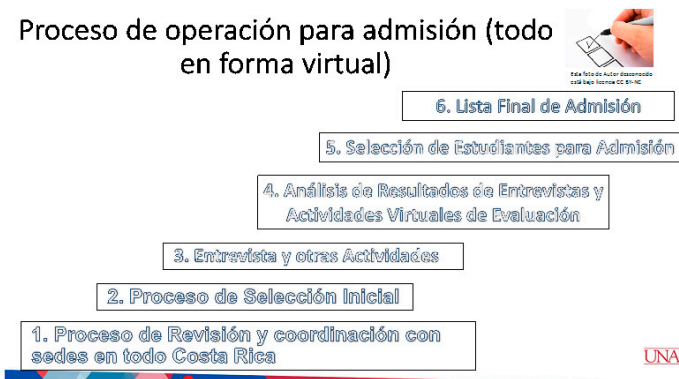 Proceso de operación para admisión (todo
en forma virtual)
Esta foto de Autor desconocido
está bajo licencia CC BY-NC
6. Lista Final de Admisión
5. Selección de Estudiantes para Admisión
4. Análisis de Resultados de Entrevistas y
Actividades Virtuales de Evaluación
3. Entrevista y otras Actividades
2. Proceso de Selección Inicial
1. Proceso de Revisión y coordinación con
sedes en todo Costa Rica
UNA